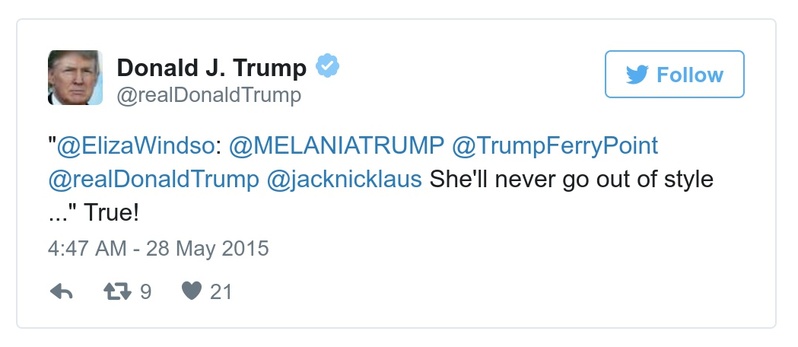 Donald J. Trump
@realDonaldTrump
Follow
"@ElizaWindso: @MELANIATRUMP @TrumpFerryPoint
@realDonaldTrump @jacknicklaus She'll never go out of style
..." True!
4:47 AM - 28 May 2015
9 21